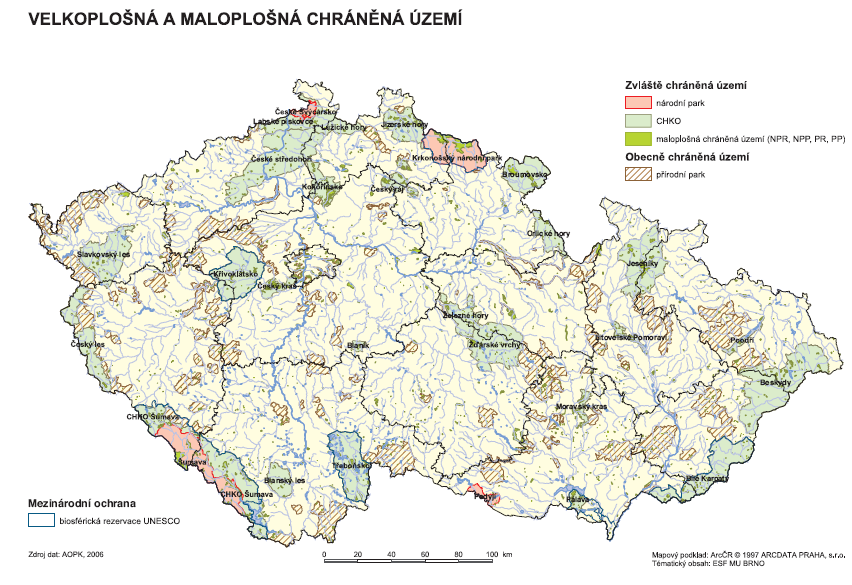 VELKOPLOŠNÁ A MALOPLOŠNÁ CHRÁNĚNÁ ÚZEMÍ
Zvláště chráněná území
národní park
CHKO
maloplošná chráněná území (NPR, NPP, PR, PP)
Obecně chráněná území
přírodní park
České Švýcarsko
Labské pískovce
Lužické hory
Jizerské hory
České středohoří
Krkonošský národní park
Broumovsko
Kokořínsko
Český ráj
Orlické hory
Slavkovský les
Křivoklátsko
Český kras
Jeseníky
Železné hory
Žďárské vrchy
Litovelské Pomoraví
Poodří
Český les
Blaník
Beskydy
CHKO Šumava
Moravský kras
Šumava
Třeboňsko
Blanský les
CHKO Šumava
Podyjí
Pálava
Bílé Karpaty
Mezinárodní ochrana
biosférická rezervace UNESCO
Zdroj dat: AOPK, 2006
0 20 40 60 80 100 km
Mapový podklad: ArcČR © 1997 ARCDATA PRAHA, s.r.o.
Tématický obsah: ESF MU BRNO